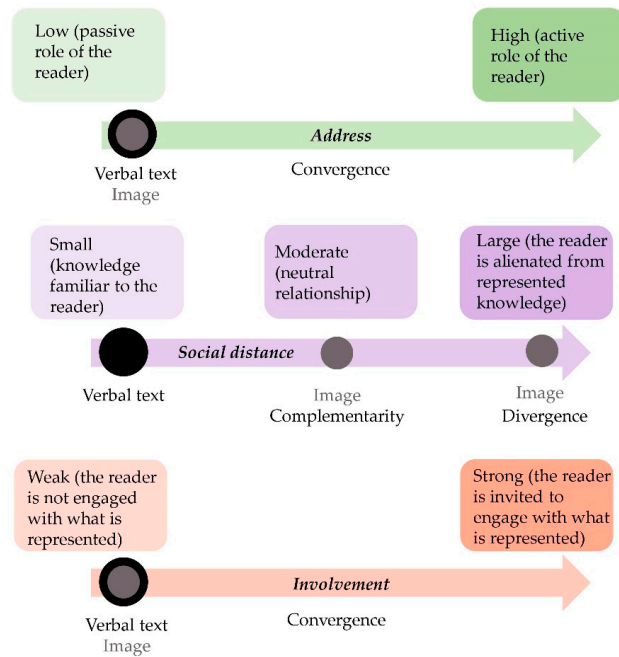 Low (passive
role of the
reader)
High (active
role of the
reader)
Address
Verbal text
Image
Convergence
Small
(knowledge
familiar to the
reader)
Moderate
(neutral
relationship)
Large (the reader
is alienated from
represented
knowledge)
Social distance
Verbal text
Image
Complementarity
Image
Divergence
Weak (the reader
is not engaged
with what is
represented)
Strong (the reader
is invited to
engage with what
is represented)
Involvement
Verbal text
Image
Convergence